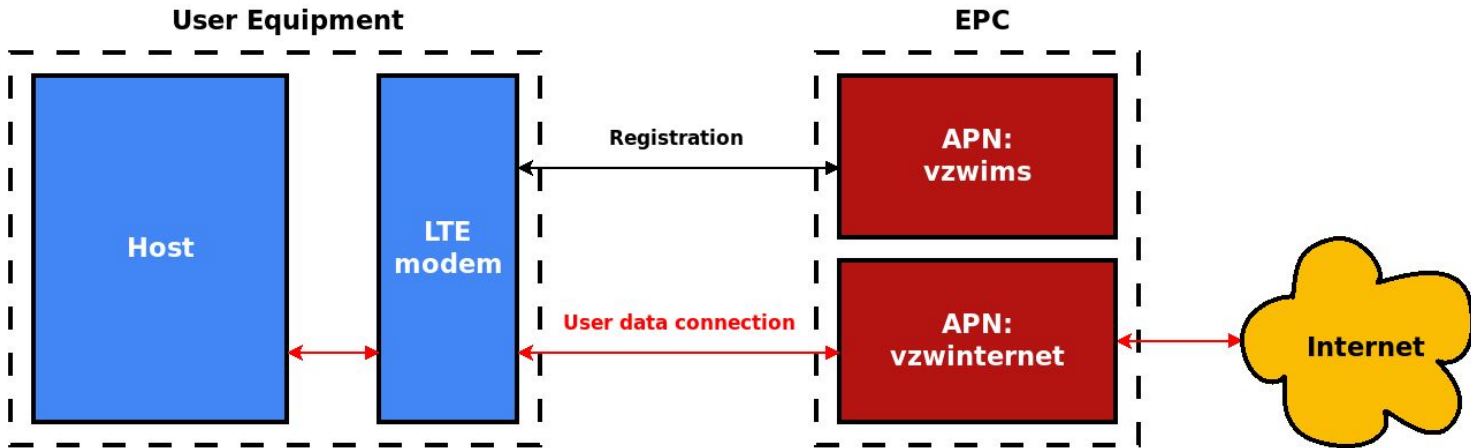 User Equipment
EPC
Host
LTE
modem
Registration
User data connection
APN:
vzwims
APN:
vzwinternet
Internet